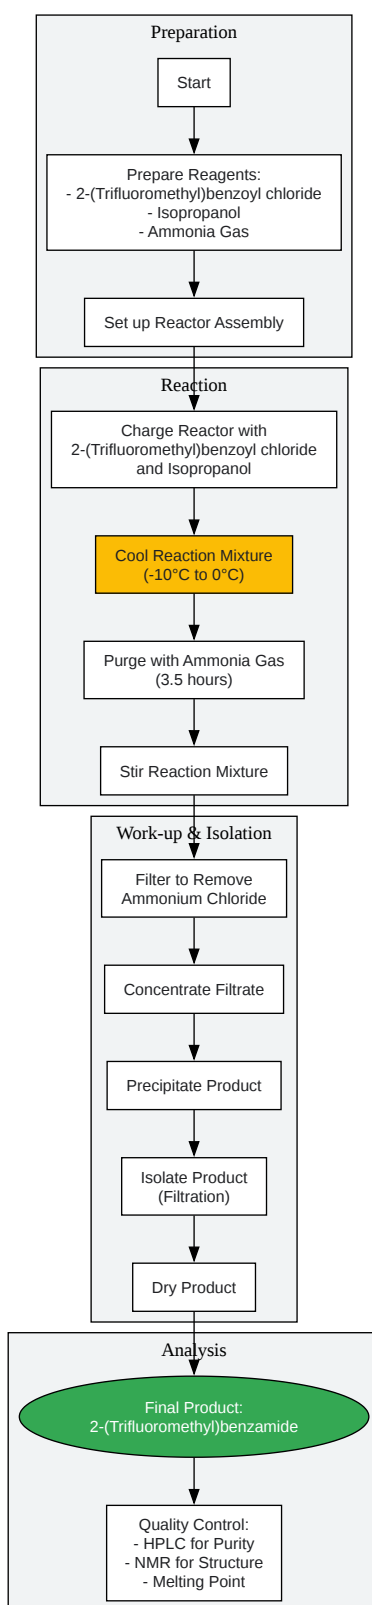 Preparation
Start
Prepare Reagents:
- 2-(Trifluoromethyl)benzoyl chloride
- Isopropanol
- Ammonia Gas
Set up Reactor Assembly
Reaction
Charge Reactor with
2-(Trifluoromethyl)benzoyl chloride
and Isopropanol
Cool Reaction Mixture
(-10°C to 0°C)
Purge with Ammonia Gas
(3.5 hours)
Stir Reaction Mixture
Work-up & Isolation
Filter to Remove
Ammonium Chloride
Concentrate Filtrate
Precipitate Product
Isolate Product
(Filtration)
Dry Product
Analysis
Final Product:
2-(Trifluoromethyl)benzamide
Quality Control:
- HPLC for Purity
- NMR for Structure
- Melting Point